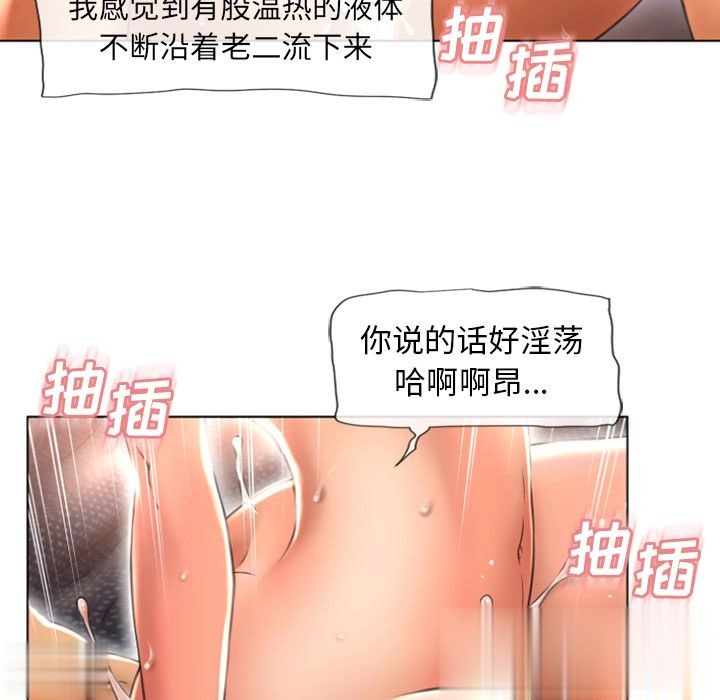 我感觉到有股温热的液体
不断沿着老二流下来
抽插
你说的话好淫荡
哈啊啊昂...
抽插
抽插